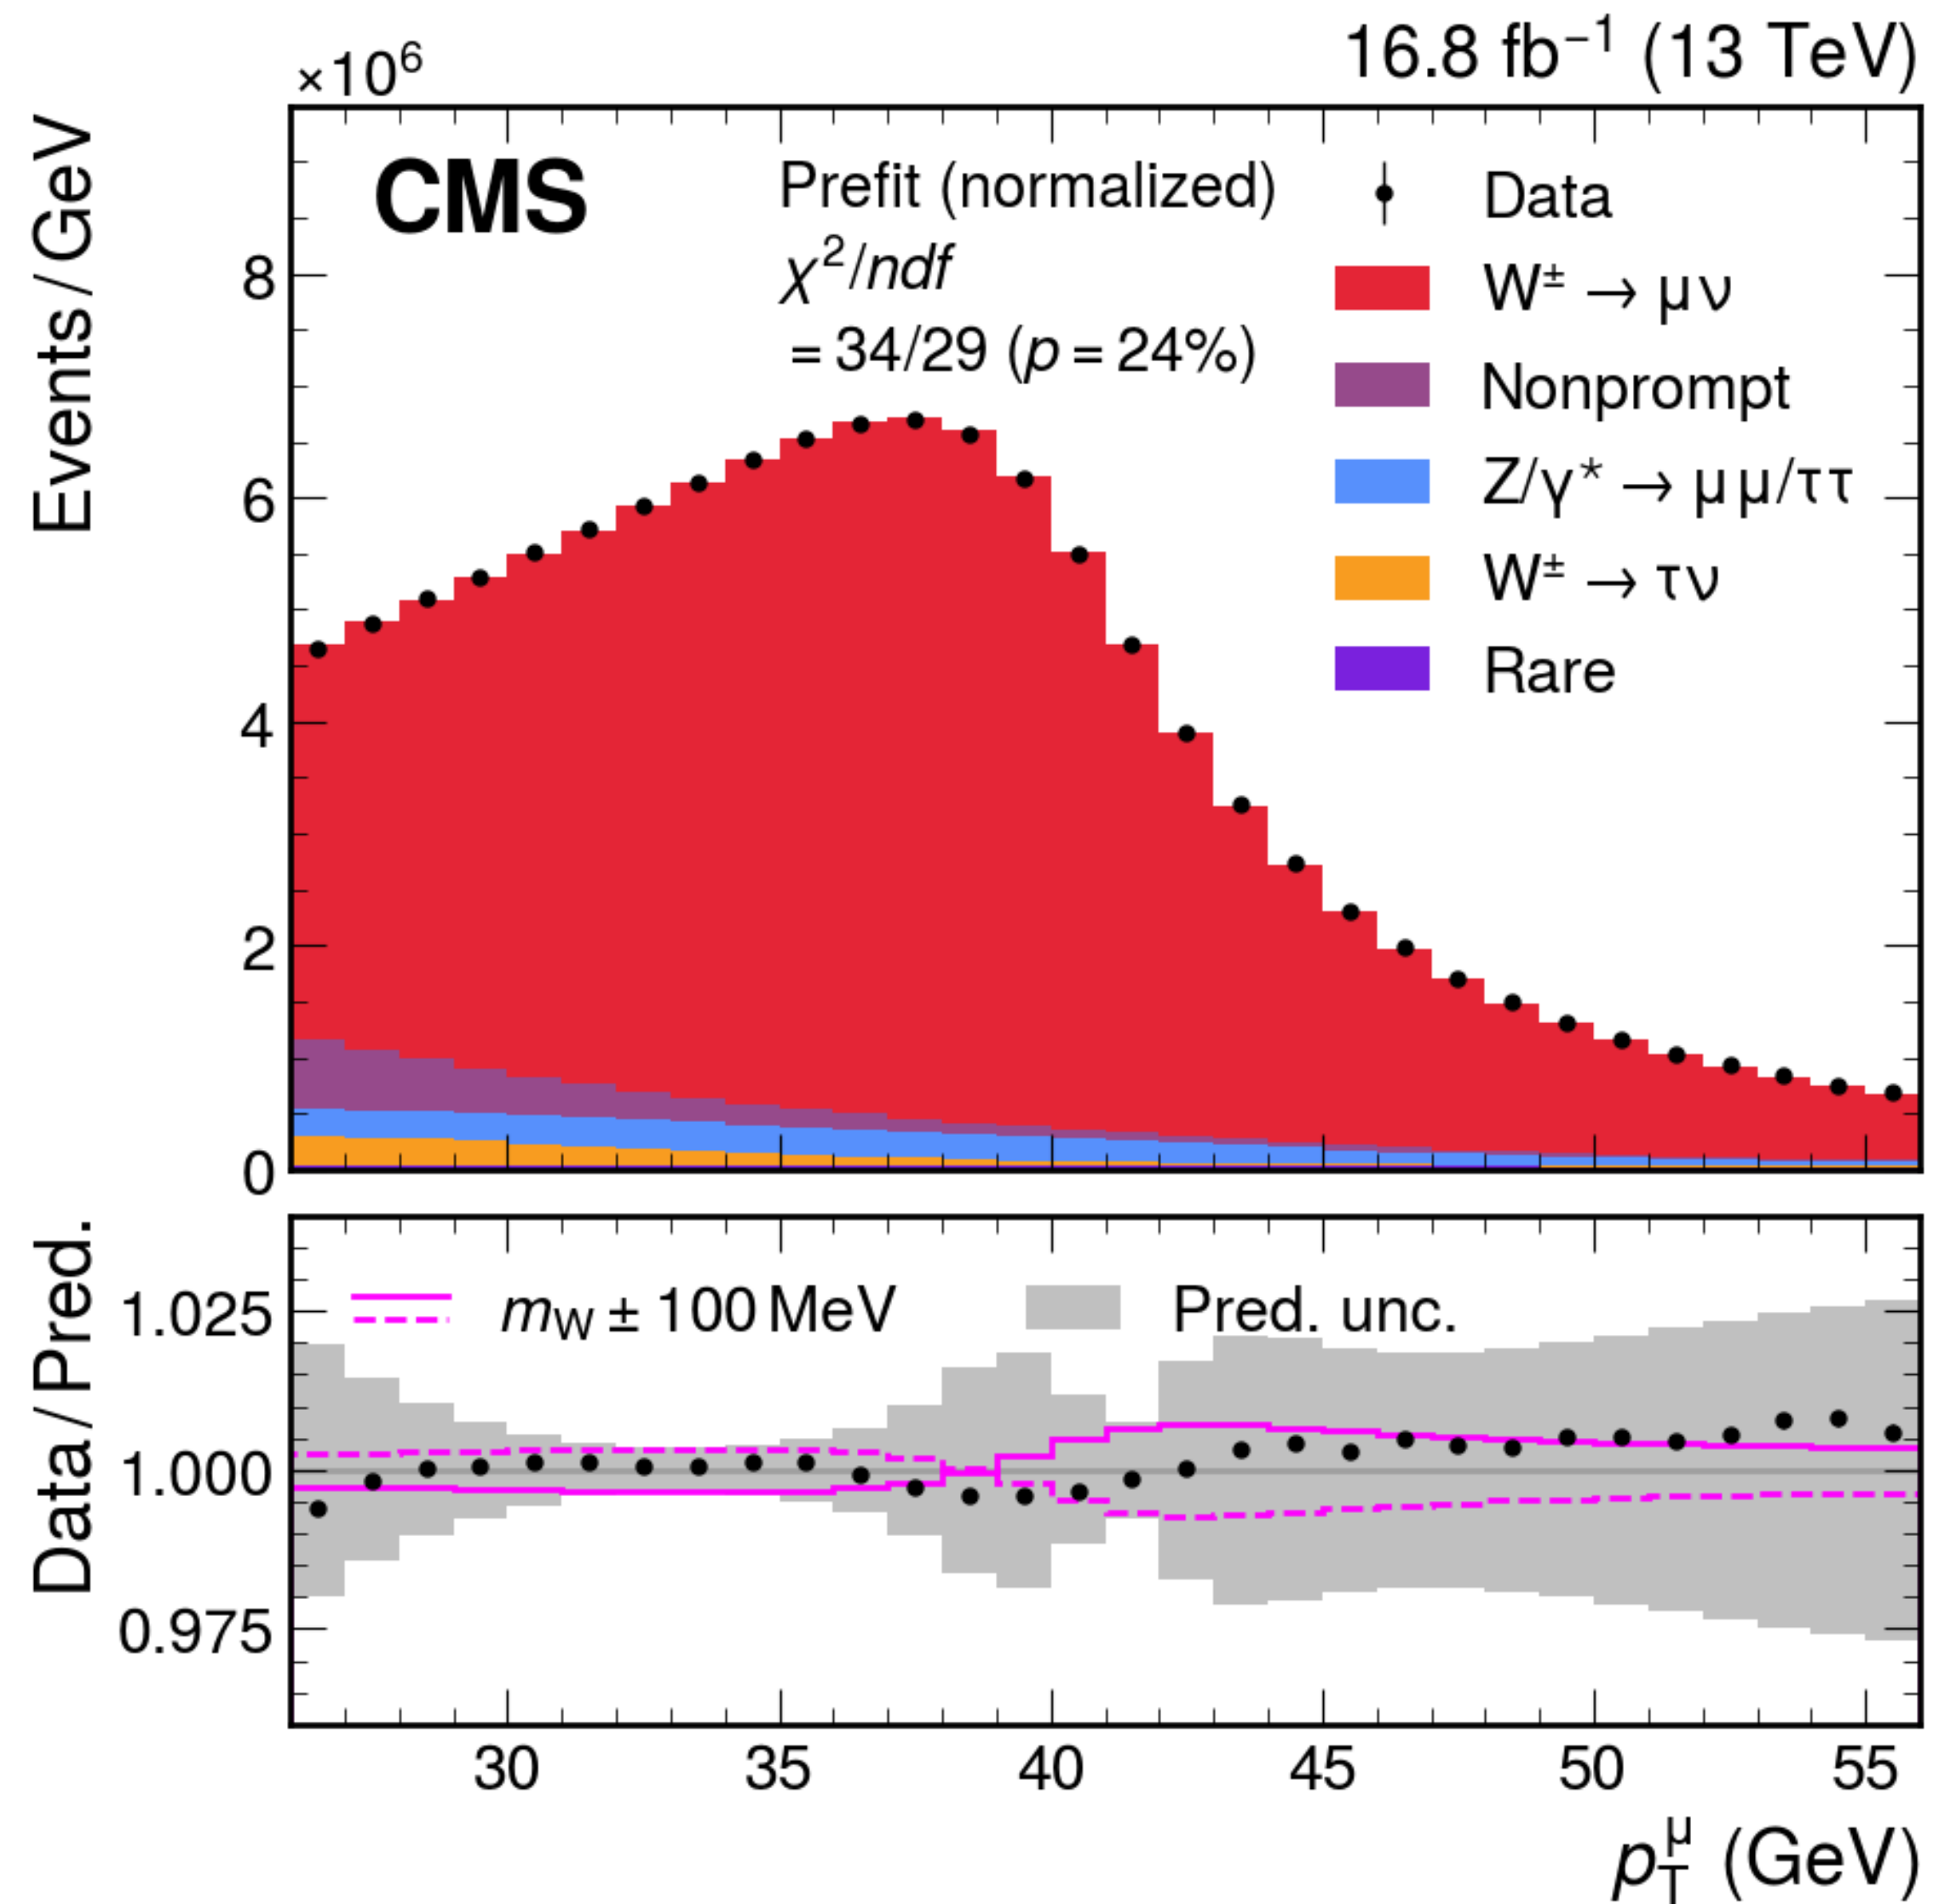 16.8 fb⁻¹ (13 TeV)
×10⁶
Events / GeV
CMS
Prefit (normalized)
χ²/ndf
= 34/29 (p = 24%)
Data
W± → μν
Nonprompt
Z/γ* → μμ/ττ
W± → τν
Rare
8
6
4
2
0
Data / Pred.
m_W ± 100 MeV
Pred. unc.
1.025
1.000
0.975
30 35 40 45 50 55
p_T^μ (GeV)